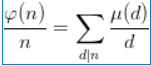 φ(n)/n = ∑_{d|n} μ(d)/d